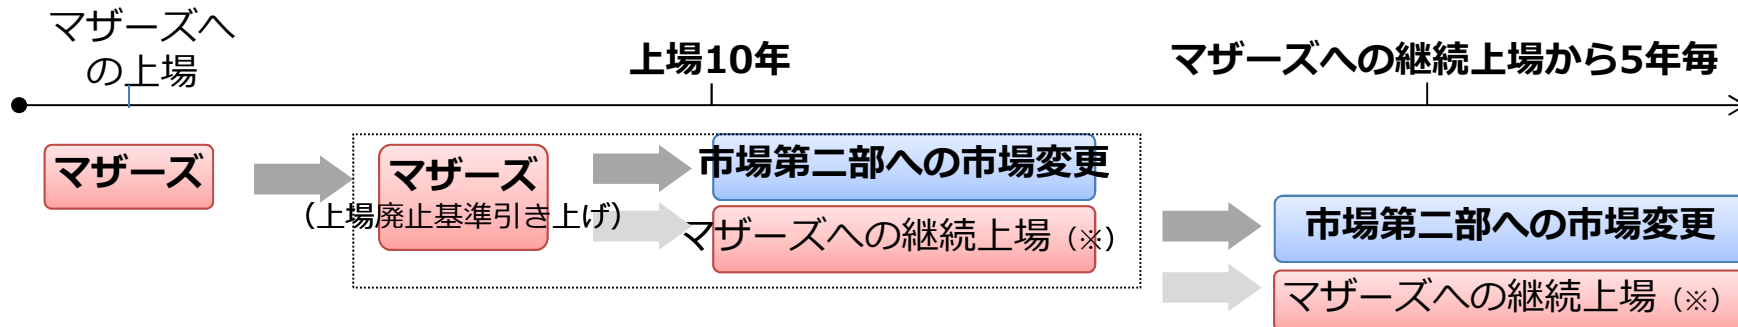 マザーズへ
の上場
上場10年
マザーズへの継続上場から5年毎
マザーズ
マザーズ
（上場廃止基準引き上げ）
市場第二部への市場変更
マザーズへの継続上場（※）
市場第二部への市場変更
マザーズへの継続上場（※）